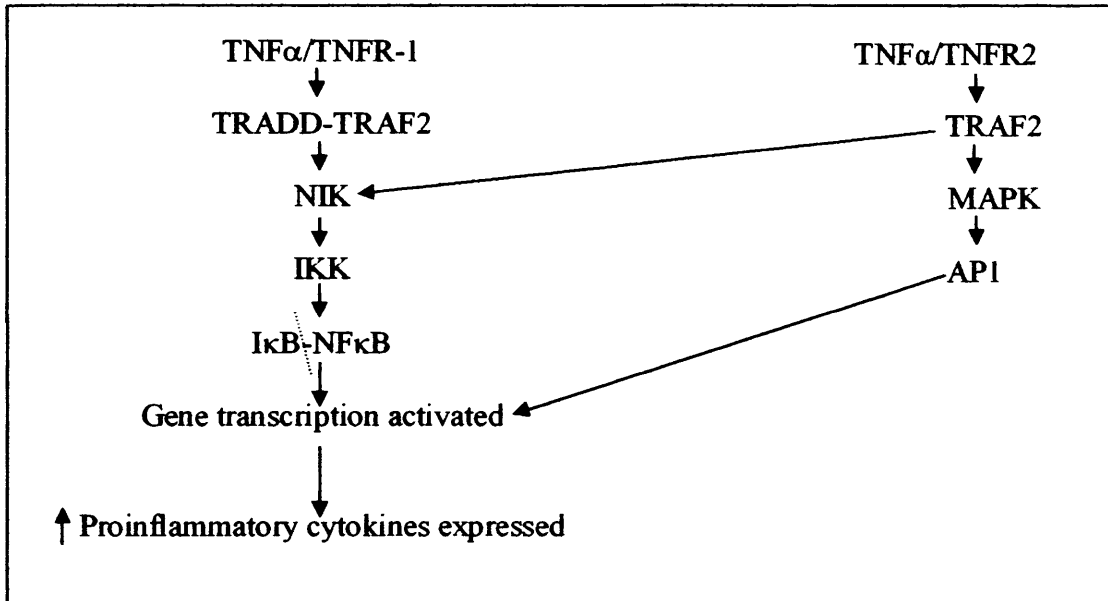 TNFα/TNFR-1
TRADD-TRAF2
NIK
IKK
IκB-NFκB
Gene transcription activated
Proinflammatory cytokines expressed
TNFα/TNFR2
TRAF2
MAPK
AP1